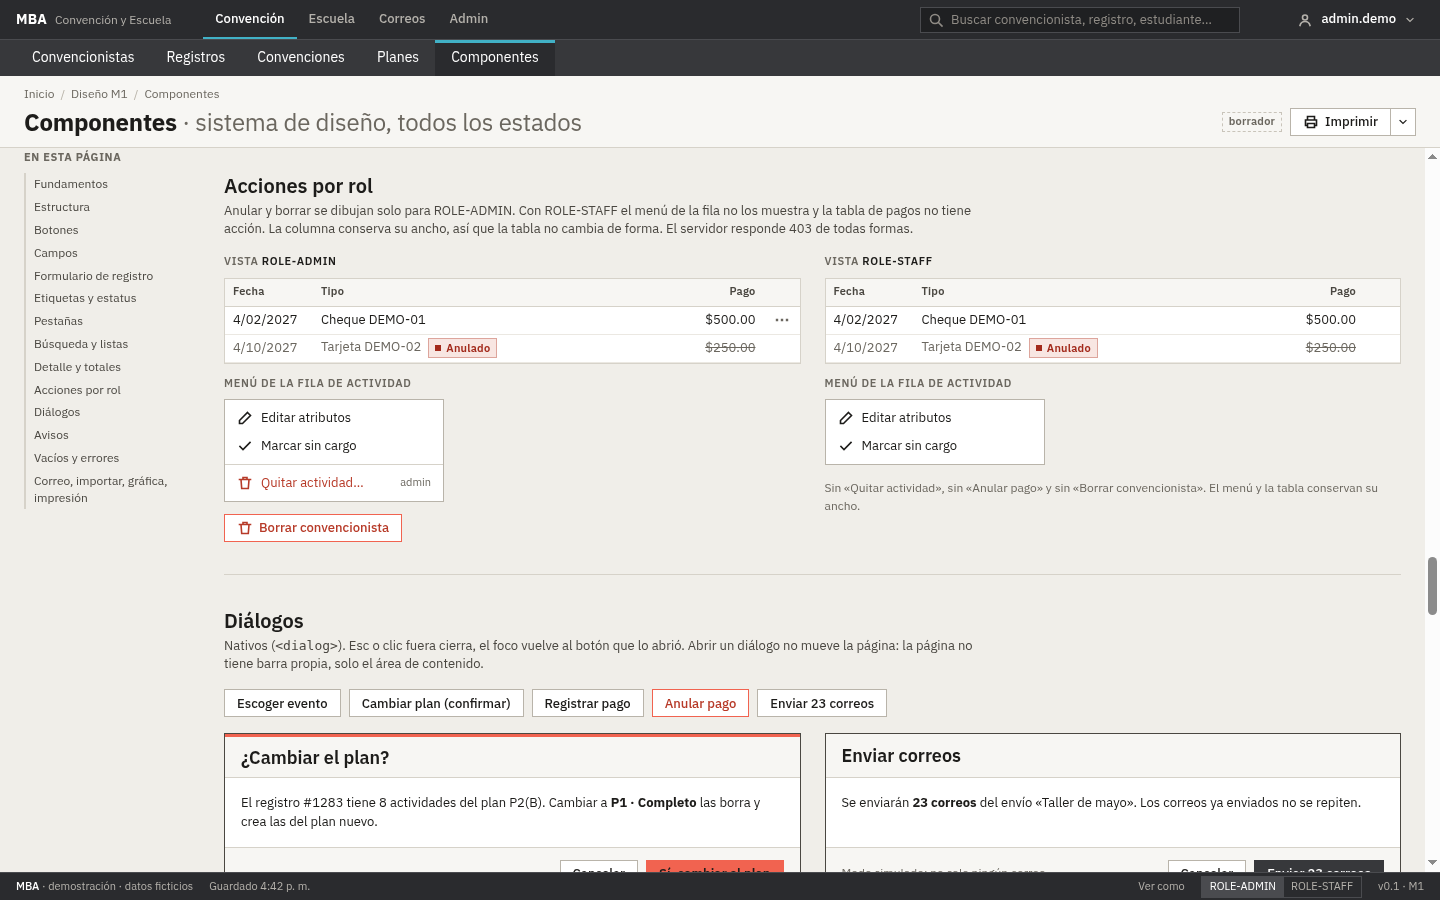 MBA Convención y Escuela
Convención Escuela Correos Admin
Buscar convencionista, registro, estudiante...
admin.demo
Convencionistas Registros Convenciones Planes Componentes
Inicio / Diseño M1 / Componentes
Componentes · sistema de diseño, todos los estados
borrador
Imprimir
EN ESTA PÁGINA
Fundamentos
Estructura
Botones
Campos
Formulario de registro
Etiquetas y estatus
Pestañas
Búsqueda y listas
Detalle y totales
Acciones por rol
Diálogos
Avisos
Vacíos y errores
Correo, importar, gráfica,
impresión
Acciones por rol
Anular y borrar se dibujan solo para ROLE-ADMIN. Con ROLE-STAFF el menú de la fila no los muestra y la tabla de pagos no tiene
acción. La columna conserva su ancho, así que la tabla no cambia de forma. El servidor responde 403 de todas formas.
VISTA ROLE-ADMIN
Fecha Tipo Pago
4/02/2027 Cheque DEMO-01 $500.00
4/10/2027 Tarjeta DEMO-02 Anulado $250.00
MENÚ DE LA FILA DE ACTIVIDAD
Editar atributos
Marcar sin cargo
Quitar actividad... admin
Borrar convencionista
VISTA ROLE-STAFF
Fecha Tipo Pago
4/02/2027 Cheque DEMO-01 $500.00
4/10/2027 Tarjeta DEMO-02 Anulado $250.00
MENÚ DE LA FILA DE ACTIVIDAD
Editar atributos
Marcar sin cargo
Sin «Quitar actividad», sin «Anular pago» y sin «Borrar convencionista». El menú y la tabla conservan su
ancho.
Diálogos
Nativos (<dialog>). Esc o clic fuera cierra, el foco vuelve al botón que lo abrió. Abrir un diálogo no mueve la página: la página no
tiene barra propia, solo el área de contenido.
Escoger evento Cambiar plan (confirmar) Registrar pago Anular pago Enviar 23 correos
¿Cambiar el plan?
El registro #1283 tiene 8 actividades del plan P2(B). Cambiar a P1 · Completo las borra y
crea las del plan nuevo.
Cancelar Sí, cambiar el plan
Enviar correos
Se enviarán 23 correos del envío «Taller de mayo». Los correos ya enviados no se repiten.
Modo simulado: no sale ningún correo. Cancelar Enviar 23 correos
MBA · demostración · datos ficticios Guardado 4:42 p. m.
Ver como ROLE-ADMIN ROLE-STAFF v0.1 · M1